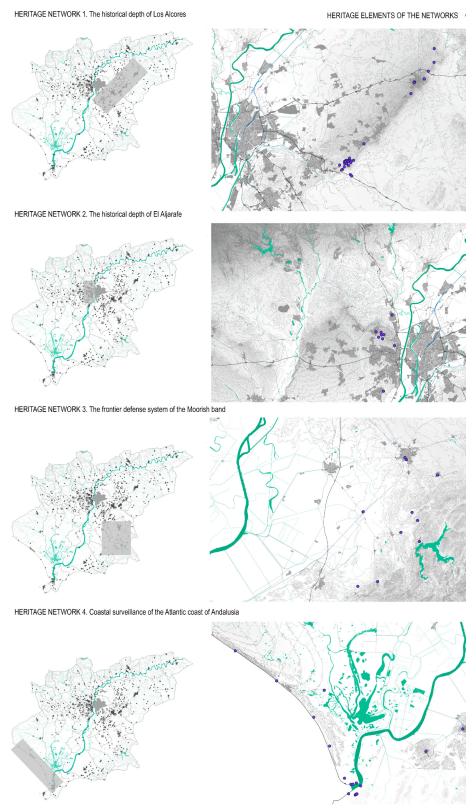 HERITAGE NETWORK 1. The historical depth of Los Alcores
HERITAGE ELEMENTS OF THE NETWORKS
HERITAGE NETWORK 2. The historical depth of El Aljarafe
HERITAGE NETWORK 3. The frontier defense system of the Moorish band
HERITAGE NETWORK 4. Coastal surveillance of the Atlantic coast of Andalusia